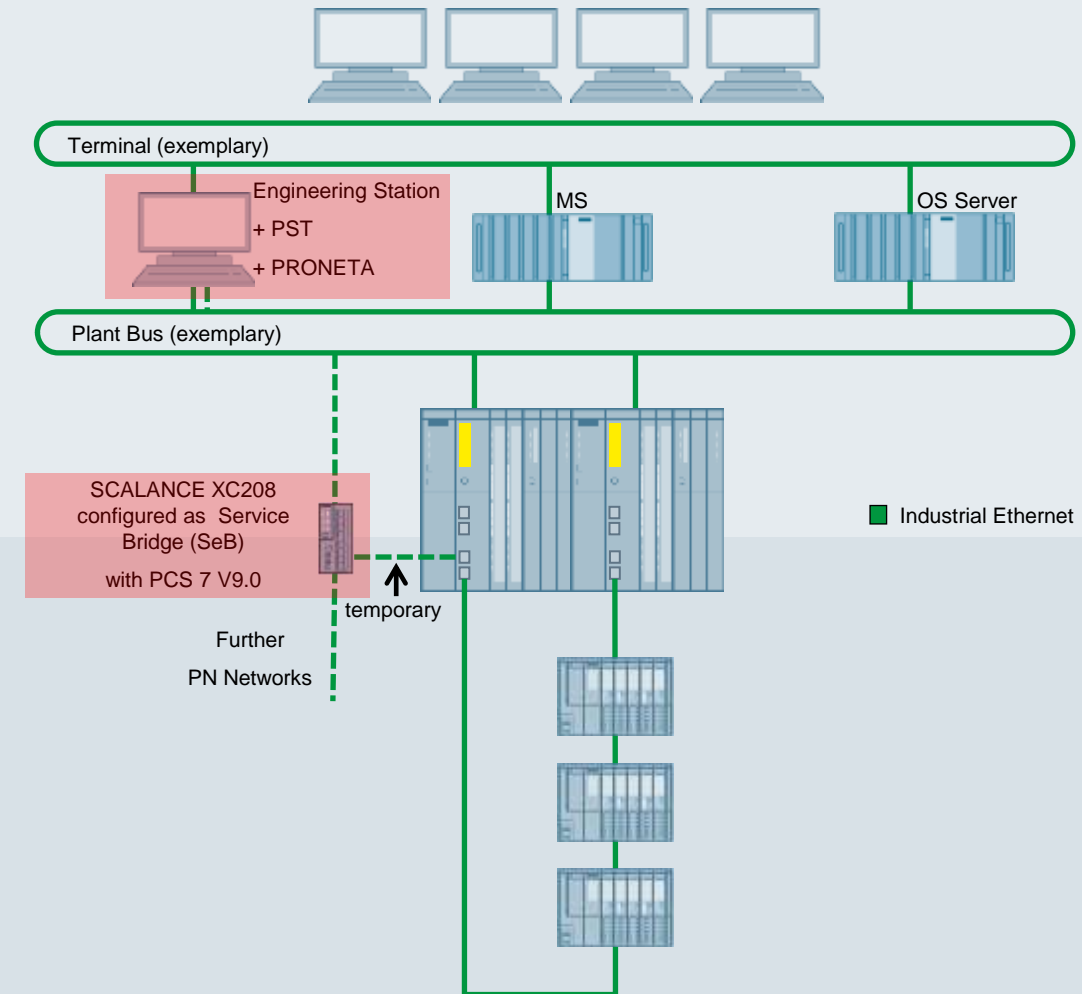 Terminal (exemplary)
Engineering Station
+ PST
+ PRONETA
MS
OS Server
Plant Bus (exemplary)
SCALANCE XC208
configured as  Service
Bridge (SeB)
with PCS 7 V9.0
Industrial Ethernet
temporary
Further
PN Networks